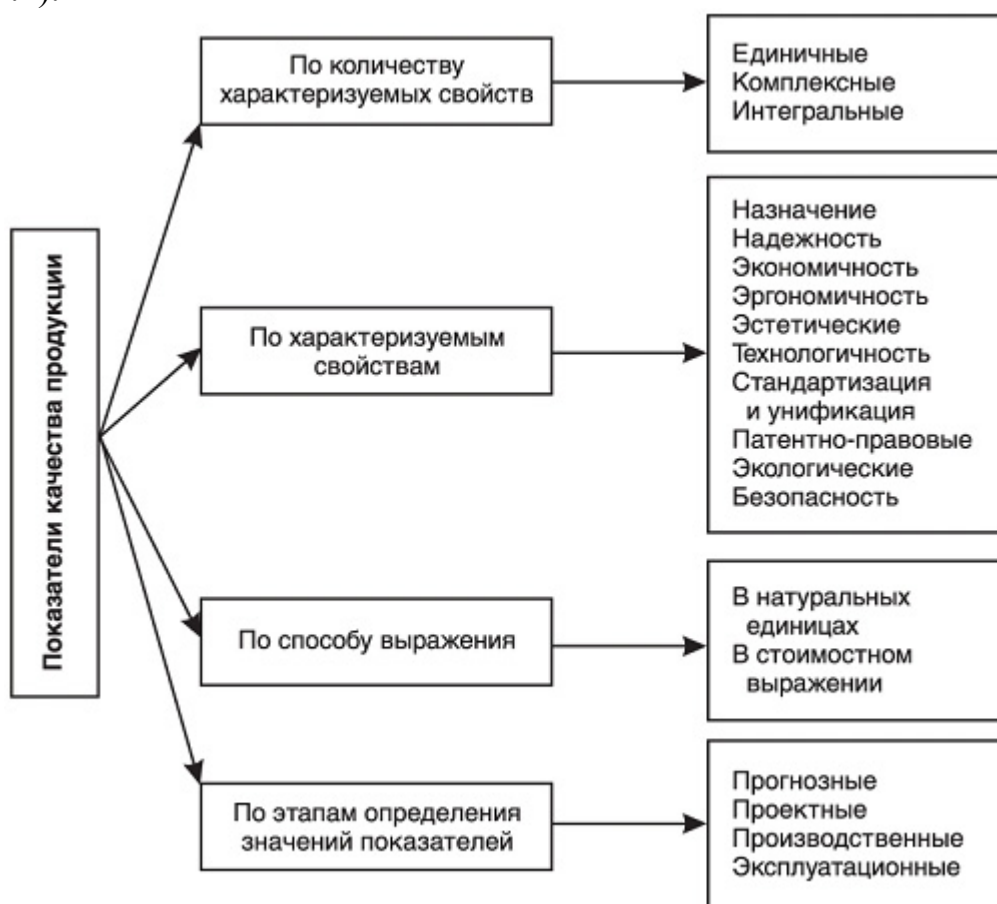 По количеству
характеризуемых свойств
Единичные
Комплексные
Интегральные
Показатели качества продукции
По характеризуемым
свойствам
Назначение
Надежность
Экономичность
Эргономичность
Эстетические
Технологичность
Стандартизация
и унификация
Патентно-правовые
Экологические
Безопасность
По способу выражения
В натуральных
единицах
В стоимостном
выражении
По этапам определения
значений показателей
Прогнозные
Проектные
Производственные
Эксплуатационные